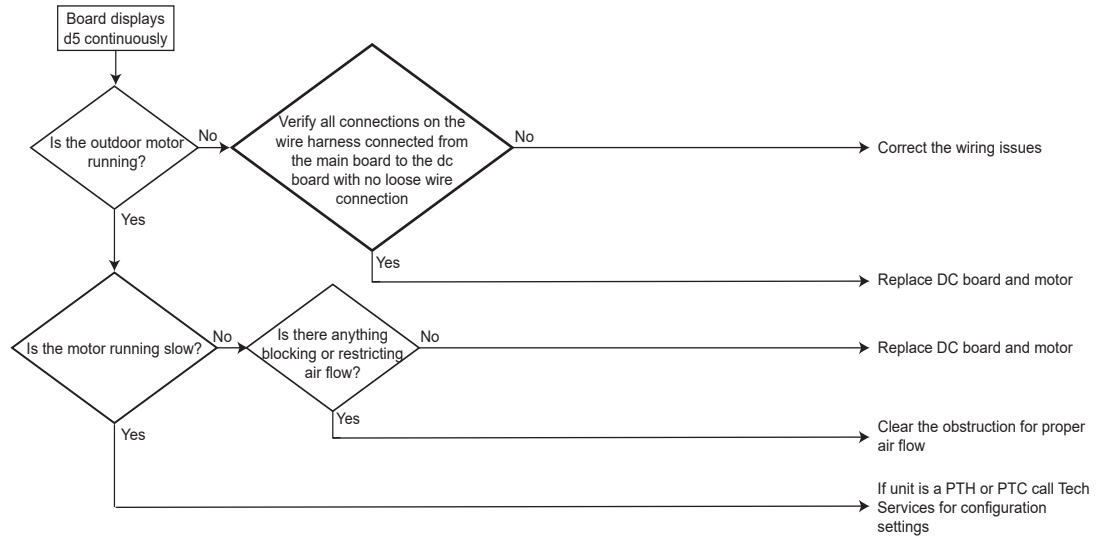 Board displays
d5 continuously
Is the outdoor motor
running?
No
Verify all connections on the
wire harness connected from
the main board to the dc
board with no loose wire
connection
No
Correct the wiring issues
Yes
Yes
Replace DC board and motor
Is the motor running slow?
No
Is there anything
blocking or restricting
air flow?
No
Replace DC board and motor
Yes
Clear the obstruction for proper
air flow
Yes
If unit is a PTH or PTC call Tech
Services for configuration
settings